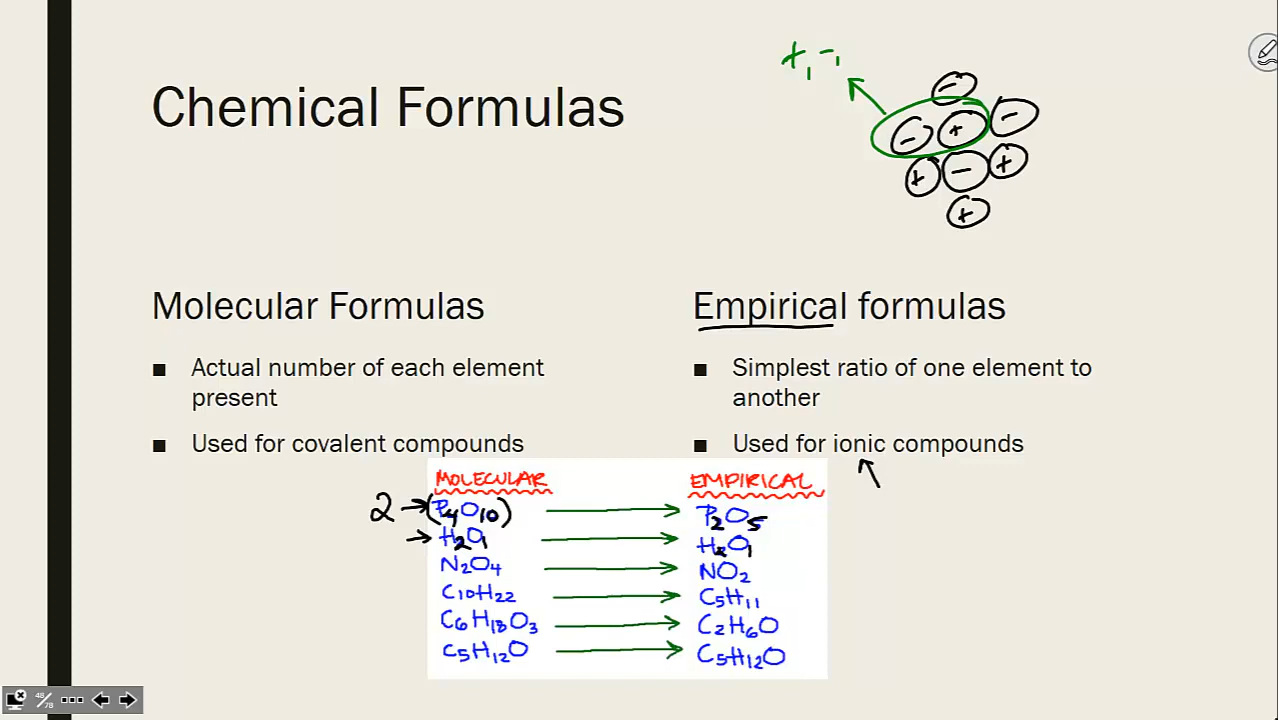 Chemical Formulas
+₁ -₁
- - + - + - + +
Molecular Formulas
■ Actual number of each element
present
■ Used for covalent compounds
Empirical formulas
■ Simplest ratio of one element to
another
■ Used for ionic compounds
MOLECULAR EMPIRICAL
2 → (P₄O₁₀) → P₂O₅
→ H₂O₁ → H₂O₁
N₂O₄ → NO₂
C₁₀H₂₂ → C₅H₁₁
C₆H₁₈O₃ → C₂H₆O
C₅H₁₂O → C₅H₁₂O
48/78